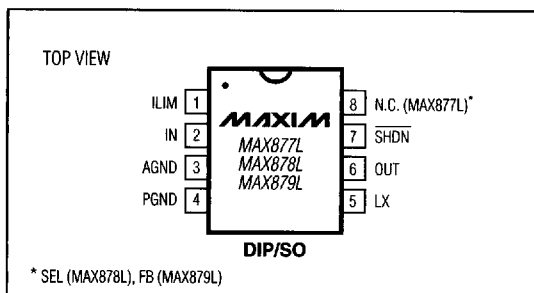 TOP VIEW
ILIM 1
IN 2
AGND 3
PGND 4
MAXIM
MAX877L
MAX878L
MAX879L
8 N.C. (MAX877L)*
7 SHDN
6 OUT
5 LX
DIP/SO
* SEL (MAX878L), FB (MAX879L)